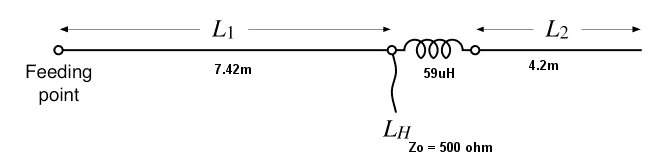 L1
L2
7.42m
59uH
4.2m
Feeding
point
LH
Zo = 500 ohm